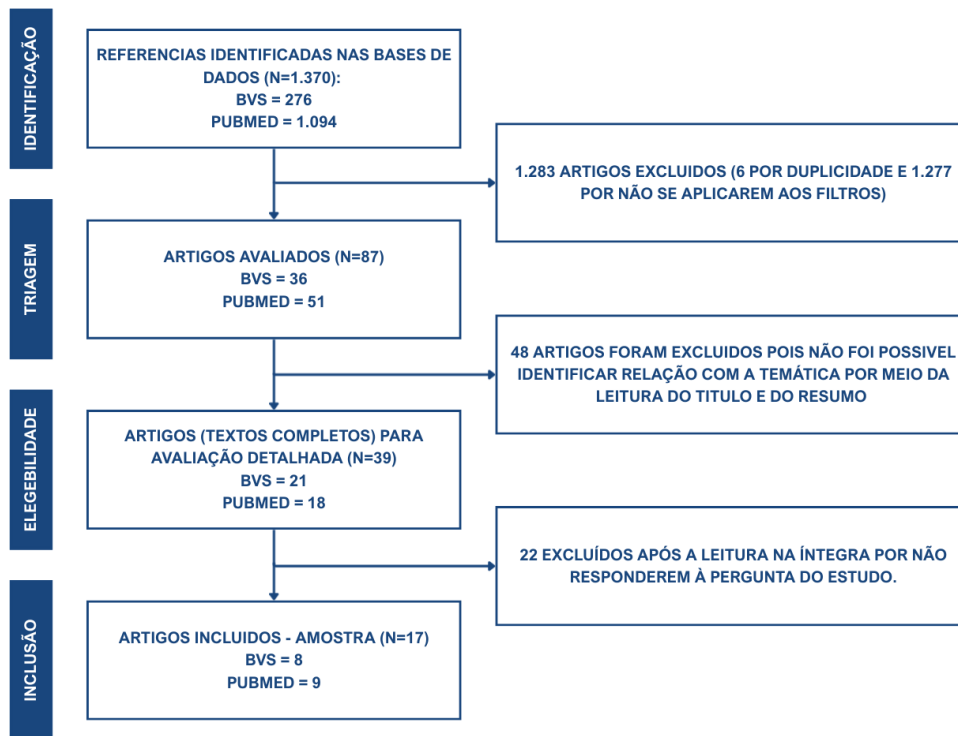 IDENTIFICAÇÃO
REFERENCIAS IDENTIFICADAS NAS BASES DE
DADOS (N=1.370):
BVS = 276
PUBMED = 1.094
1.283 ARTIGOS EXCLUIDOS (6 POR DUPLICIDADE E 1.277
POR NÃO SE APLICAREM AOS FILTROS)
TRIAGEM
ARTIGOS AVALIADOS (N=87)
BVS = 36
PUBMED = 51
48 ARTIGOS FORAM EXCLUIDOS POIS NÃO FOI POSSIVEL
IDENTIFICAR RELAÇÃO COM A TEMÁTICA POR MEIO DA
LEITURA DO TITULO E DO RESUMO
ELEGEBILIDADE
ARTIGOS (TEXTOS COMPLETOS) PARA
AVALIAÇÃO DETALHADA (N=39)
BVS = 21
PUBMED = 18
22 EXCLUÍDOS APÓS A LEITURA NA ÍNTEGRA POR NÃO
RESPONDEREM À PERGUNTA DO ESTUDO.
INCLUSÃO
ARTIGOS INCLUIDOS - AMOSTRA (N=17)
BVS = 8
PUBMED = 9